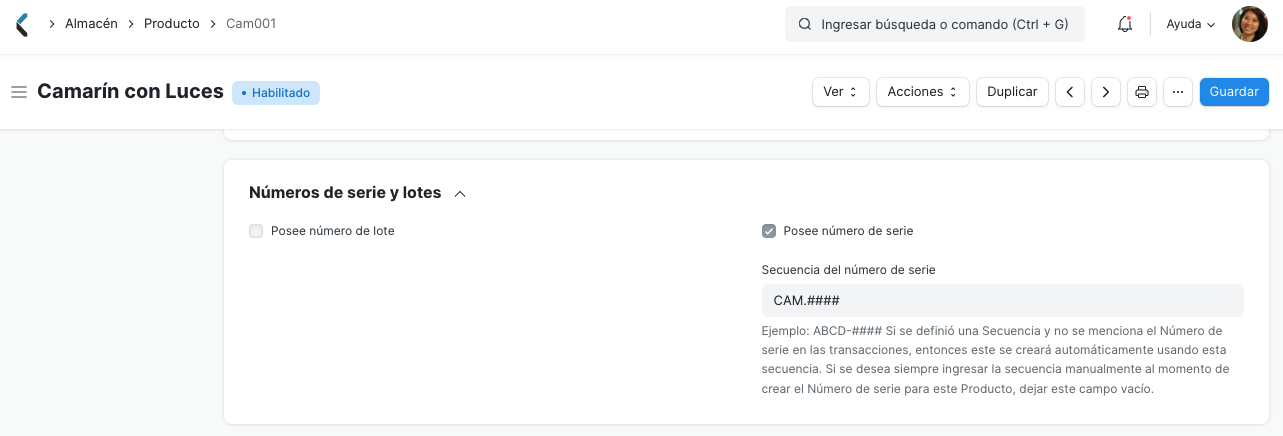 Almacén
Producto
Cam001
Ingresar búsqueda o comando (Ctrl + G)
Ayuda
Camarín con Luces
Habilitado
Ver
Acciones
Duplicar
Guardar
Números de serie y lotes
Posee número de lote
Posee número de serie
Secuencia del número de serie
CAM.####
Ejemplo: ABCD-#### Si se definió una Secuencia y no se menciona el Número de
serie en las transacciones, entonces este se creará automáticamente usando esta
secuencia. Si se desea siempre ingresar la secuencia manualmente al momento de
crear el Número de serie para este Producto, dejar este campo vacío.